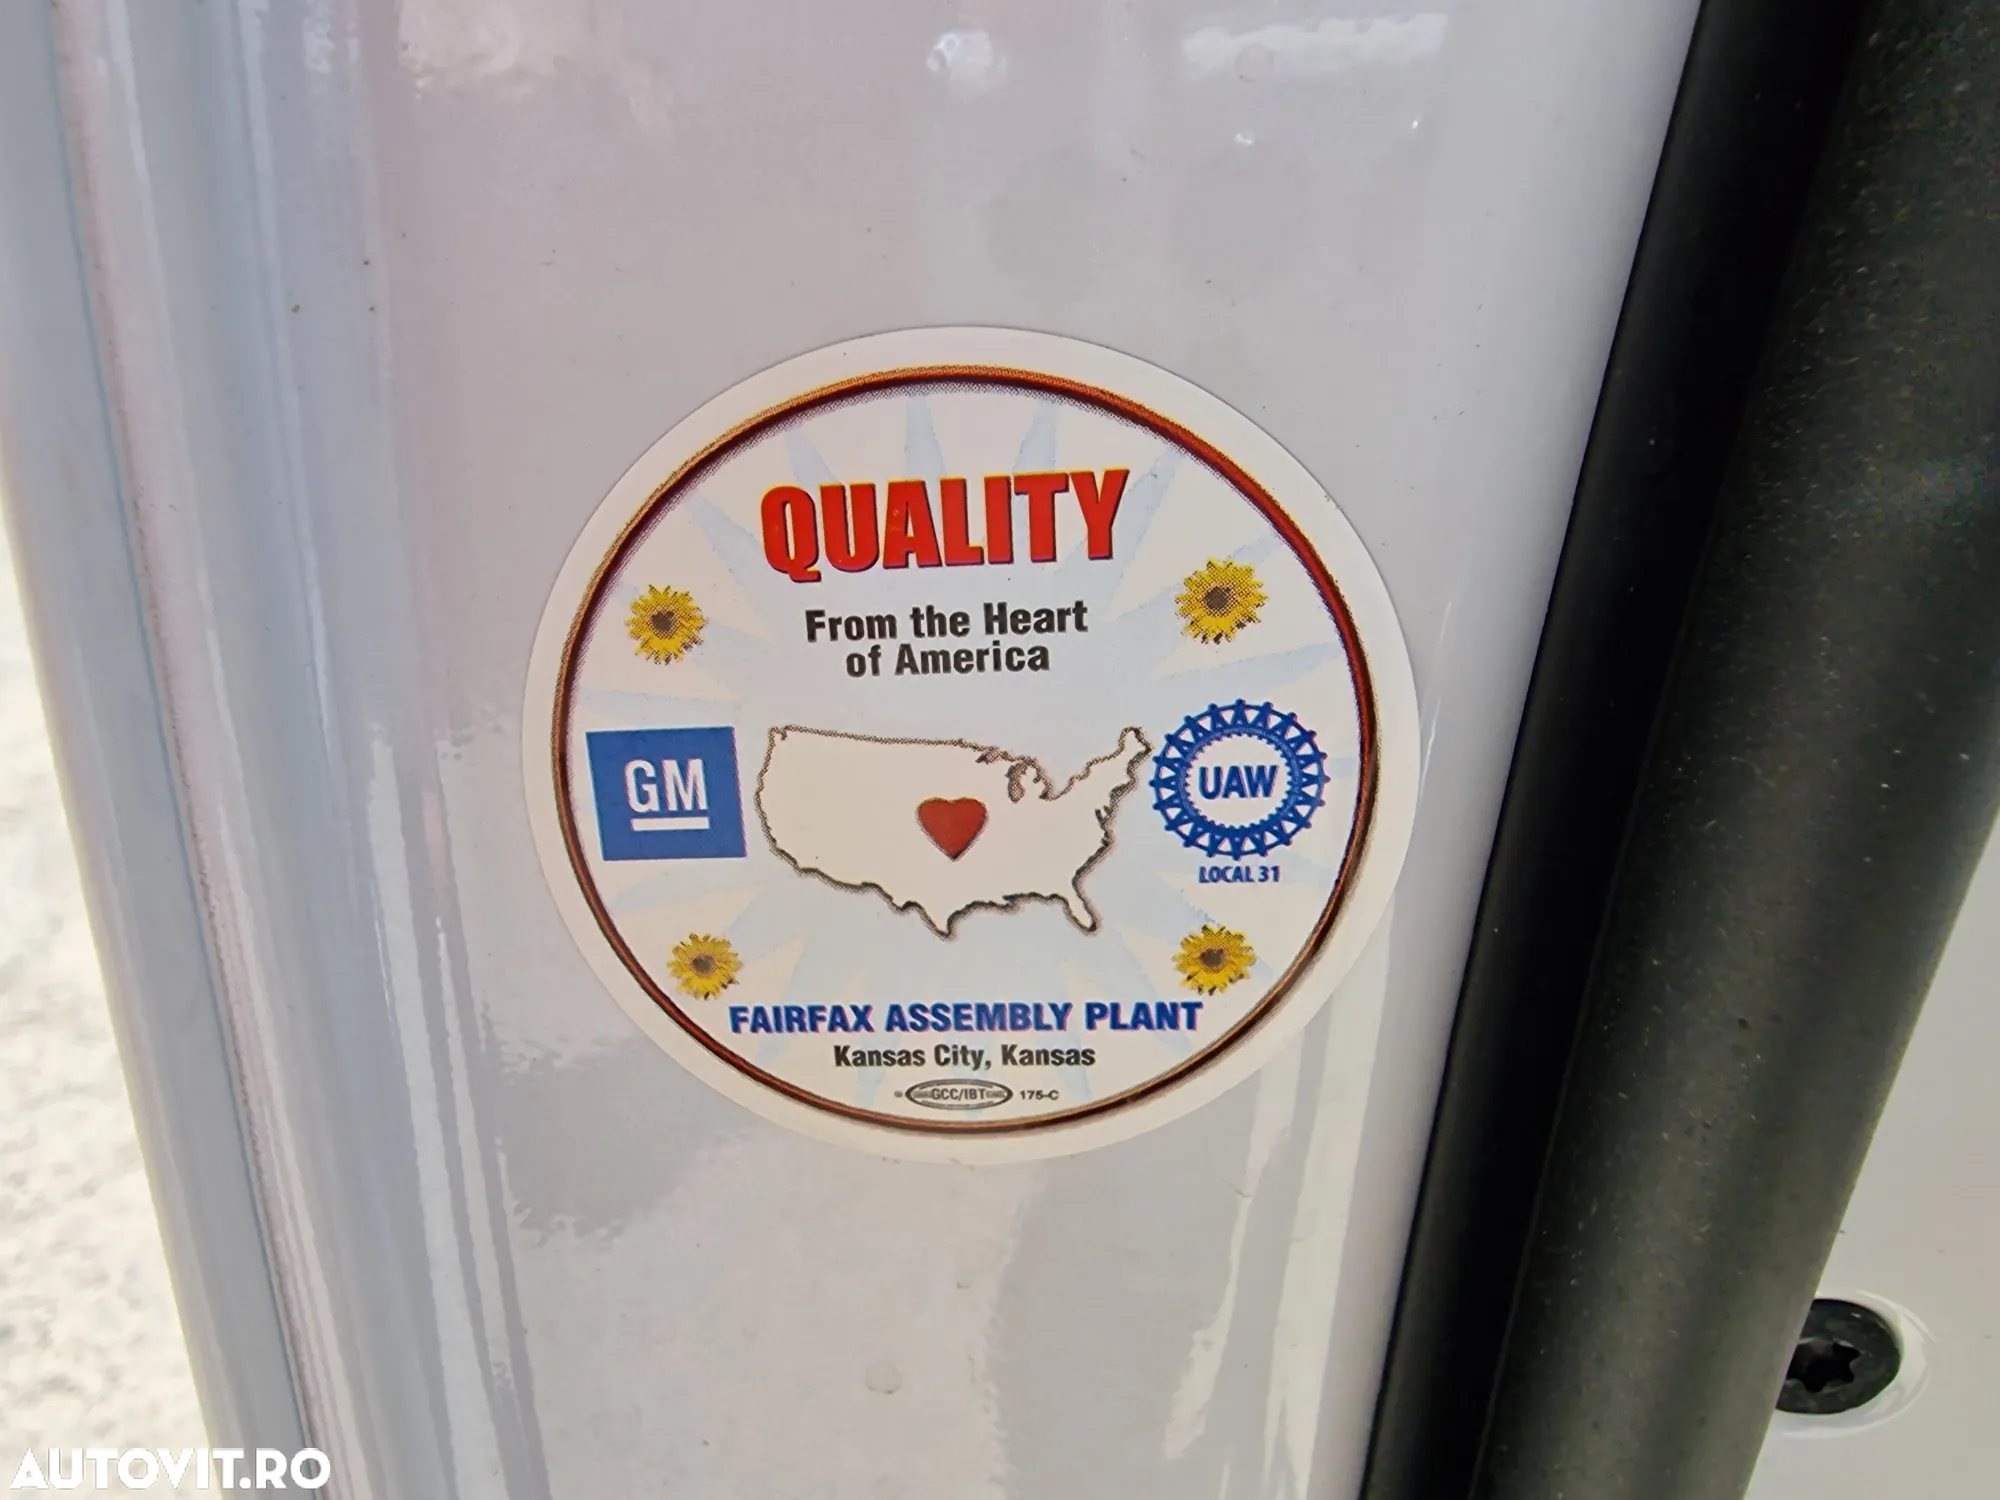 QUALITY
From the Heart
of America
GM
UAW
LOCAL 31
FAIRFAX ASSEMBLY PLANT
Kansas City, Kansas
GCC/IBT 175-C
AUTOVIT.RO